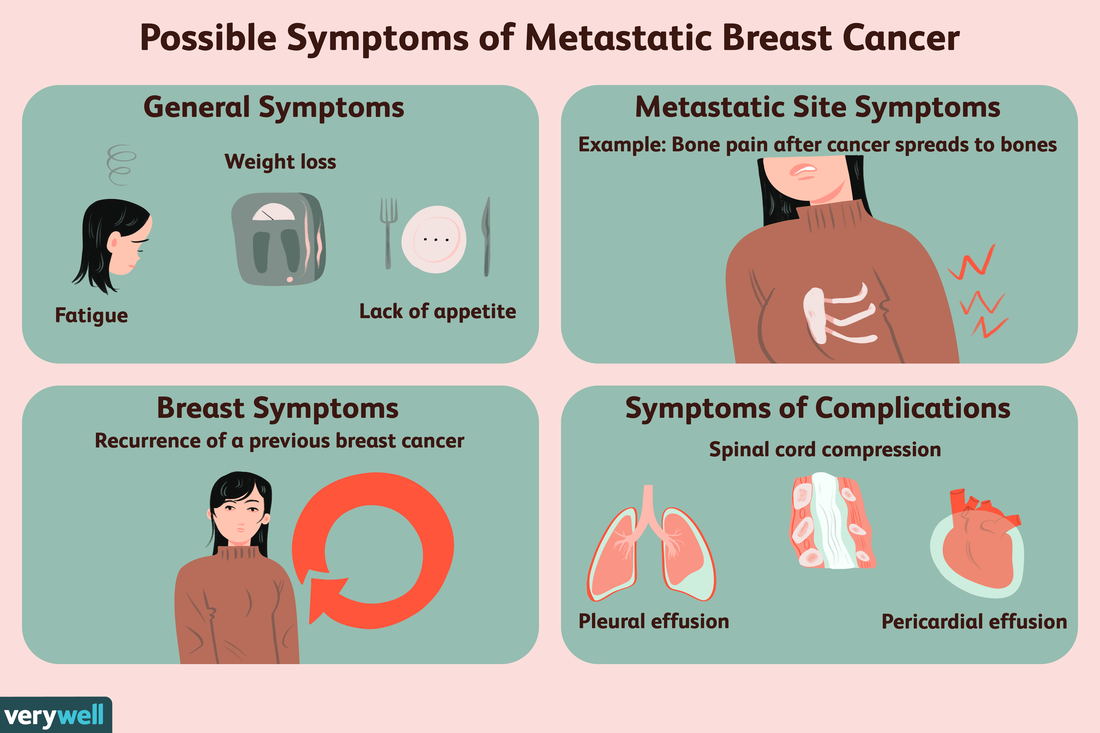 Possible Symptoms of Metastatic Breast Cancer
General Symptoms
Weight loss
Fatigue
Lack of appetite
Metastatic Site Symptoms
Example: Bone pain after cancer spreads to bones
Breast Symptoms
Recurrence of a previous breast cancer
Symptoms of Complications
Spinal cord compression
Pleural effusion
Pericardial effusion
verywell